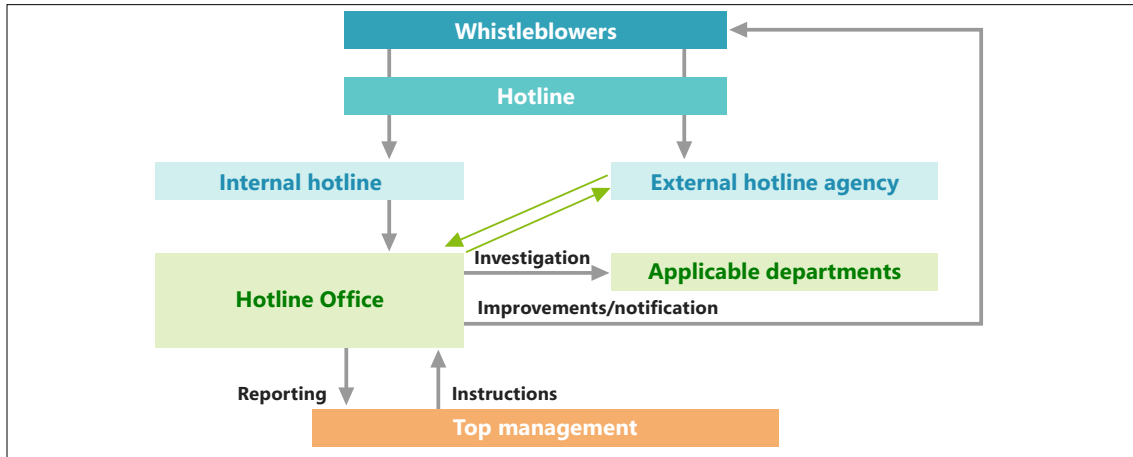 Whistleblowers
Hotline
Internal hotline
External hotline agency
Investigation
Applicable departments
Hotline Office
Improvements/notification
Reporting
Instructions
Top management